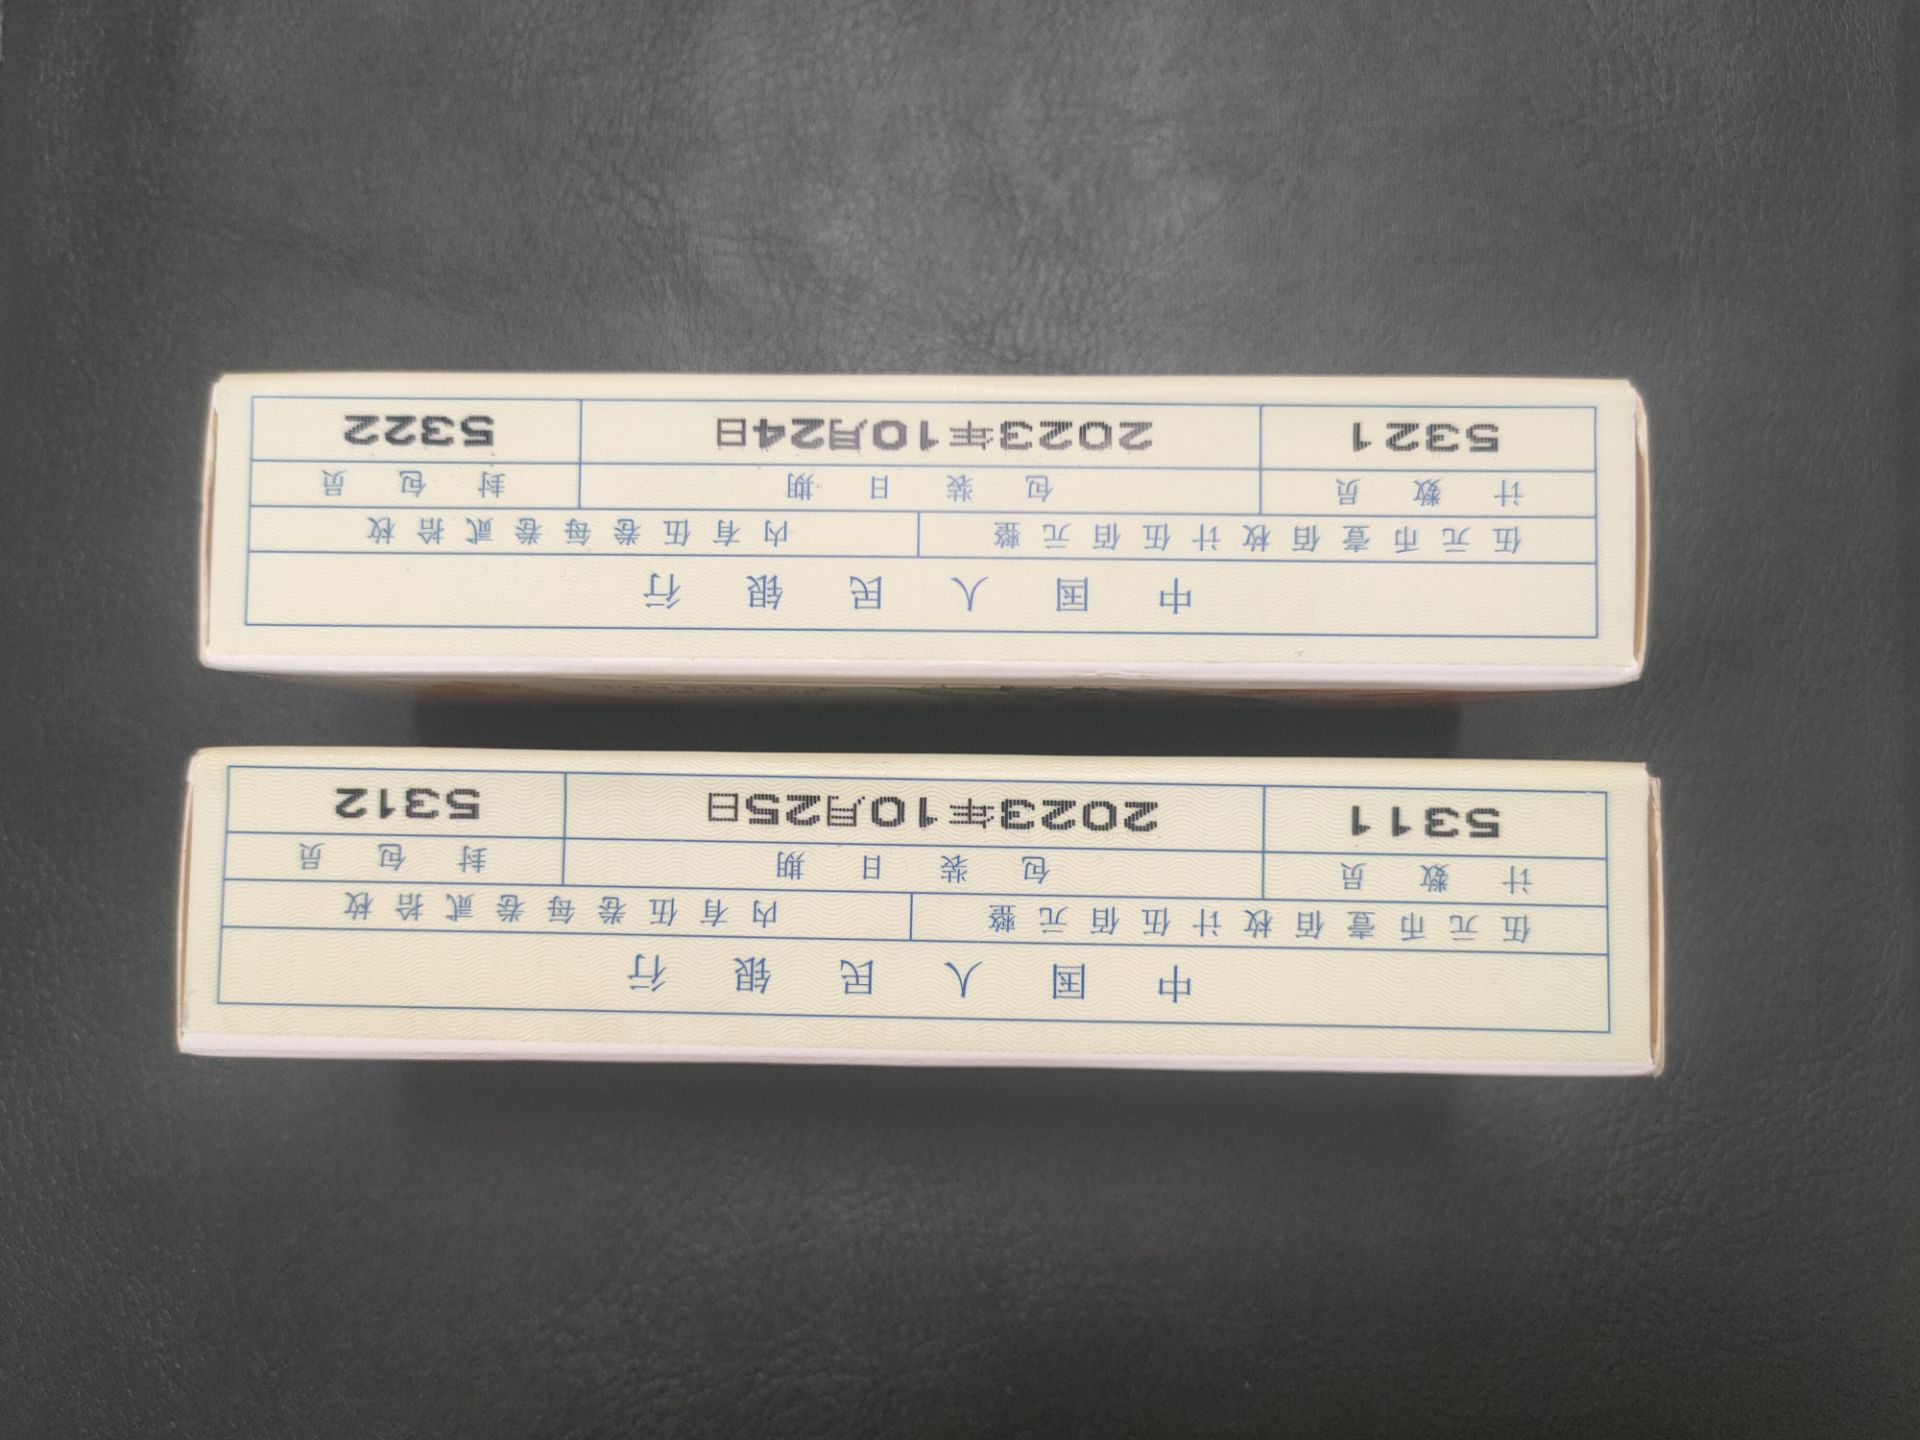 中国人民银行
伍元币壹佰枚计伍佰元整 内有伍卷每卷贰拾枚
计数员 包装日期 封包员
5311 2023年10月25日 5312
中国人民银行
伍元币壹佰枚计伍佰元整 内有伍卷每卷贰拾枚
计数员 包装日期 封包员
5321 2023年10月24日 5322